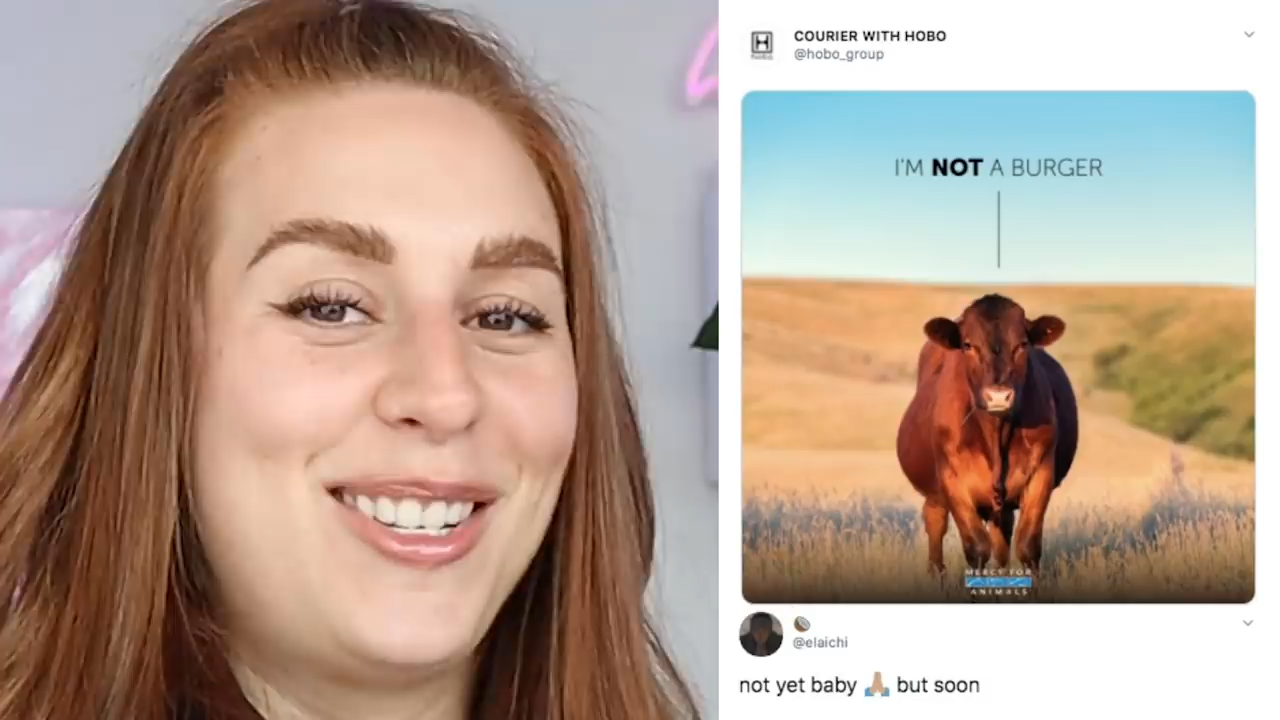 COURIER WITH HOBO
@hobo_group
I'M NOT A BURGER
MERCY FOR
ANIMALS
@elaichi
not yet baby 🙏🏼 but soon